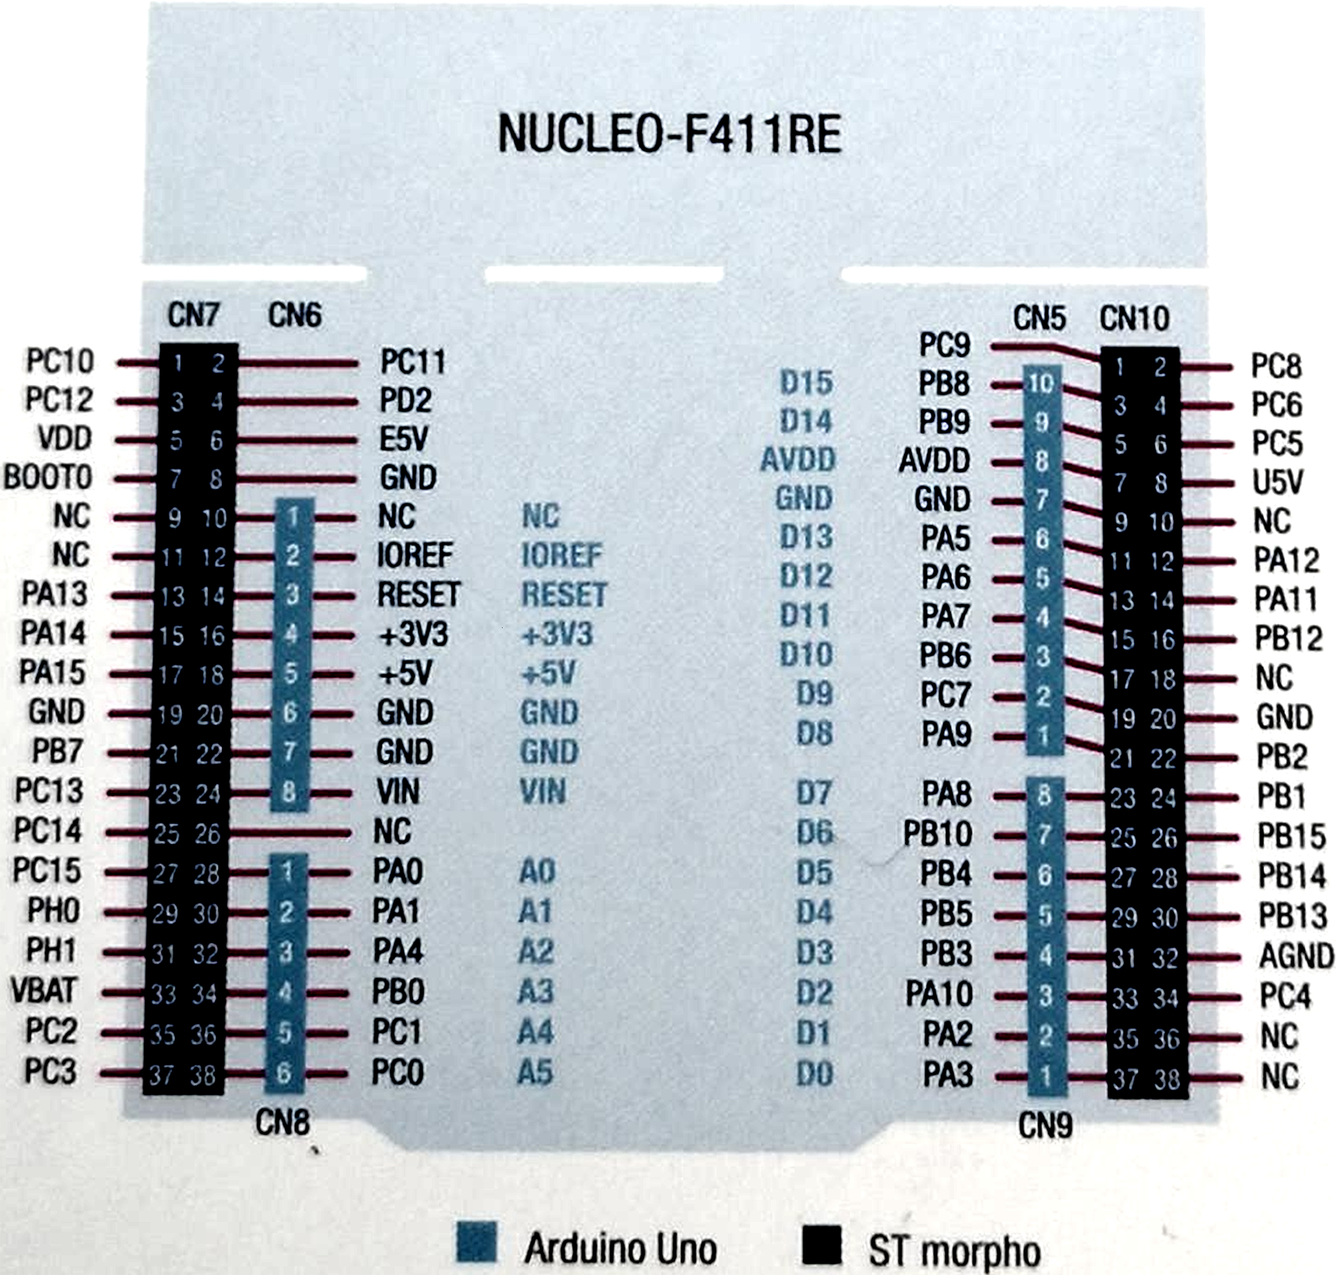 NUCLEO-F411RE
CN7 CN6 CN5 CN10
PC9
PC10 1 2 PC11 1 2 PC8
D15 PB8 10
PC12 3 4 PD2 3 4 PC6
D14 PB9 9
VDD 5 6 E5V 5 6 PC5
AVDD AVDD 8
BOOT0 7 8 GND 7 8 U5V
GND GND 7
NC 9 10 1 NC NC 9 10 NC
D13 PA5 6
NC 11 12 2 IOREF IOREF 11 12 PA12
D12 PA6 5
PA13 13 14 3 RESET RESET 13 14 PA11
D11 PA7 4
PA14 15 16 4 +3V3 +3V3 15 16 PB12
D10 PB6 3
PA15 17 18 5 +5V +5V 17 18 NC
D9 PC7 2
GND 19 20 6 GND GND 19 20 GND
D8 PA9 1
PB7 21 22 7 GND GND 21 22 PB2
PC13 23 24 8 VIN VIN D7 PA8 8 23 24 PB1
PC14 25 26 NC D6 PB10 7 25 26 PB15
PC15 27 28 1 PA0 A0 D5 PB4 6 27 28 PB14
PH0 29 30 2 PA1 A1 D4 PB5 5 29 30 PB13
PH1 31 32 3 PA4 A2 D3 PB3 4 31 32 AGND
VBAT 33 34 4 PB0 A3 D2 PA10 3 33 34 PC4
PC2 35 36 5 PC1 A4 D1 PA2 2 35 36 NC
PC3 37 38 6 PC0 A5 D0 PA3 1 37 38 NC
CN8 CN9
Arduino Uno ST morpho